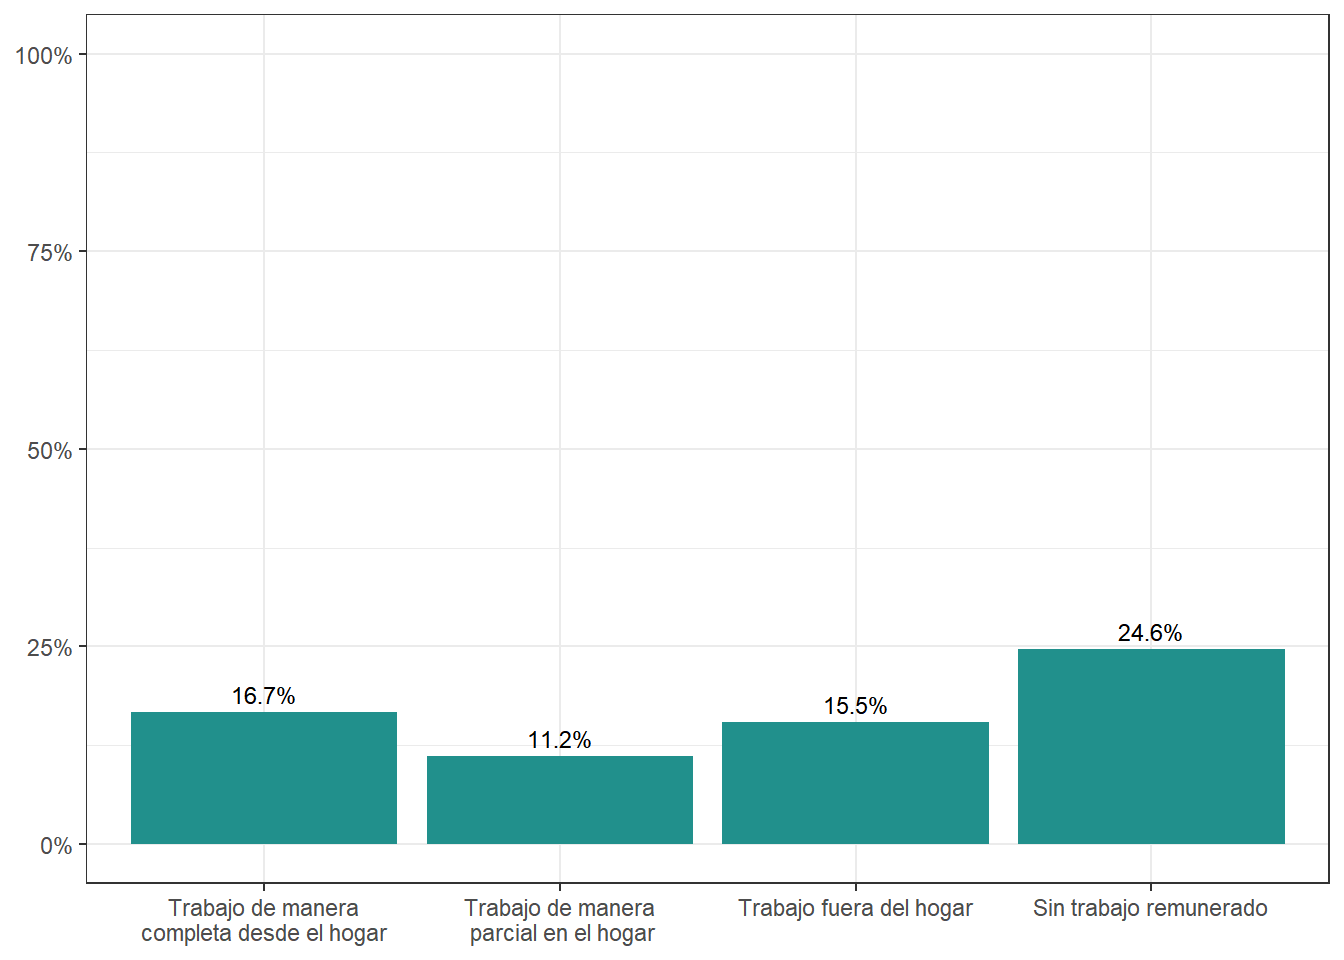 100%
75%
50%
25%
0%
16.7%
11.2%
15.5%
24.6%
Trabajo de manera
completa desde el hogar
Trabajo de manera
parcial en el hogar
Trabajo fuera del hogar
Sin trabajo remunerado